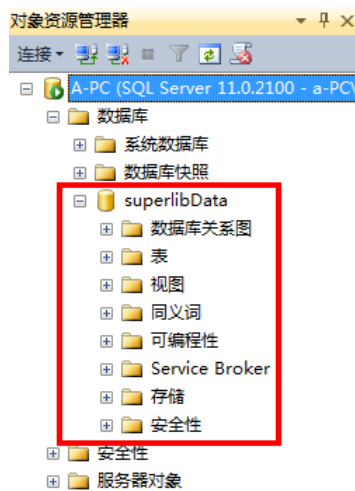 对象资源管理器
连接
A-PC (SQL Server 11.0.2100 - a-PC\
数据库
系统数据库
数据库快照
superlibData
数据库关系图
表
视图
同义词
可编程性
Service Broker
存储
安全性
安全性
服务器对象